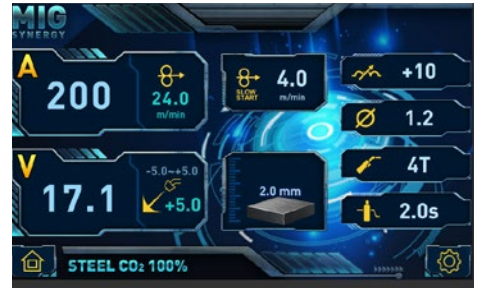 MIG
SYNERGY
A
200
24.0
m/min
SLOW
START
4.0
m/min
+10
1.2
4T
2.0s
V
17.1
-5.0~+5.0
+5.0
2.0 mm
STEEL CO₂ 100%